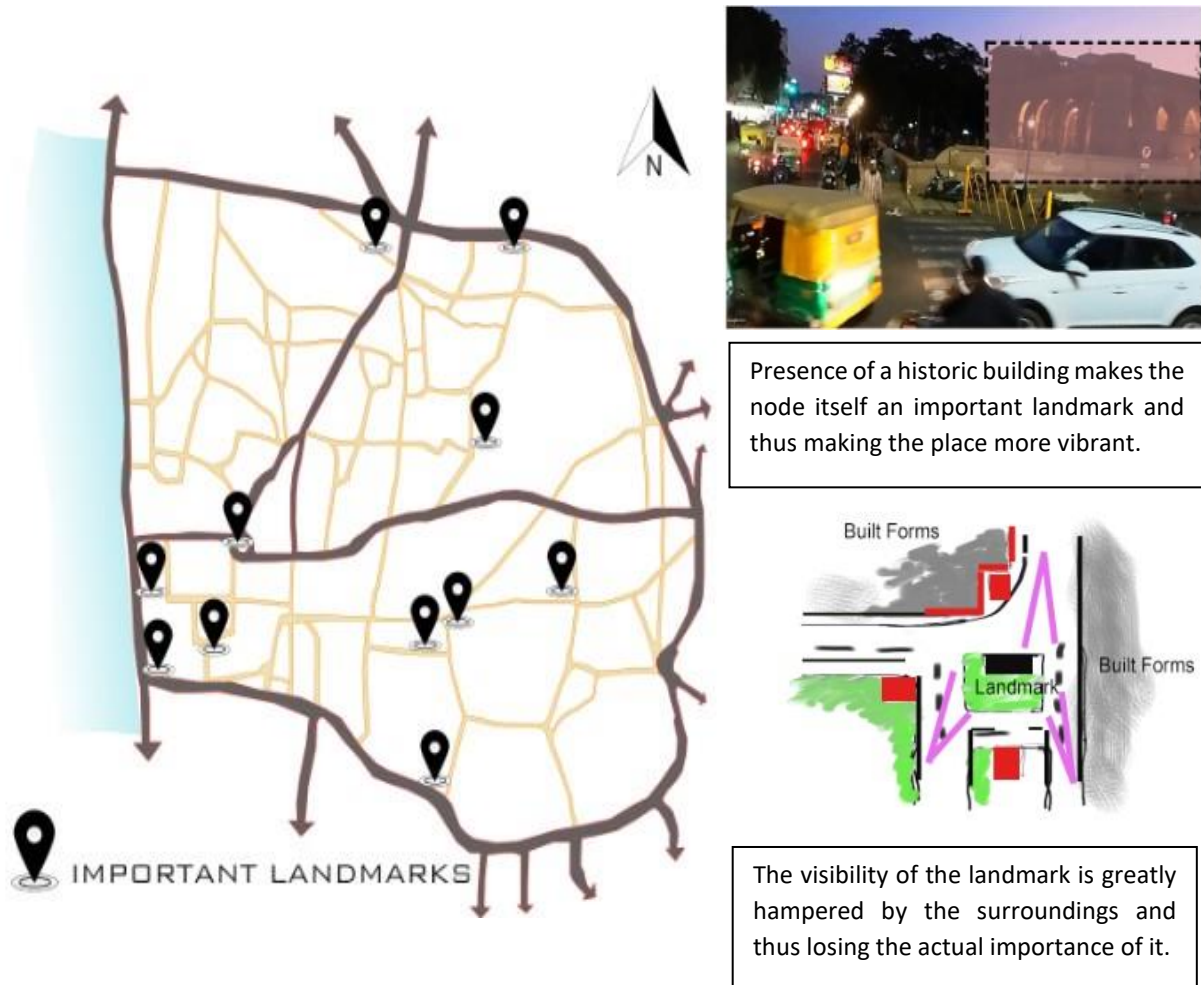 N
IMPORTANT LANDMARKS
Presence of a historic building makes the
node itself an important landmark and
thus making the place more vibrant.
Built Forms
Built Forms
Landmark
The visibility of the landmark is greatly
hampered by the surroundings and
thus losing the actual importance of it.